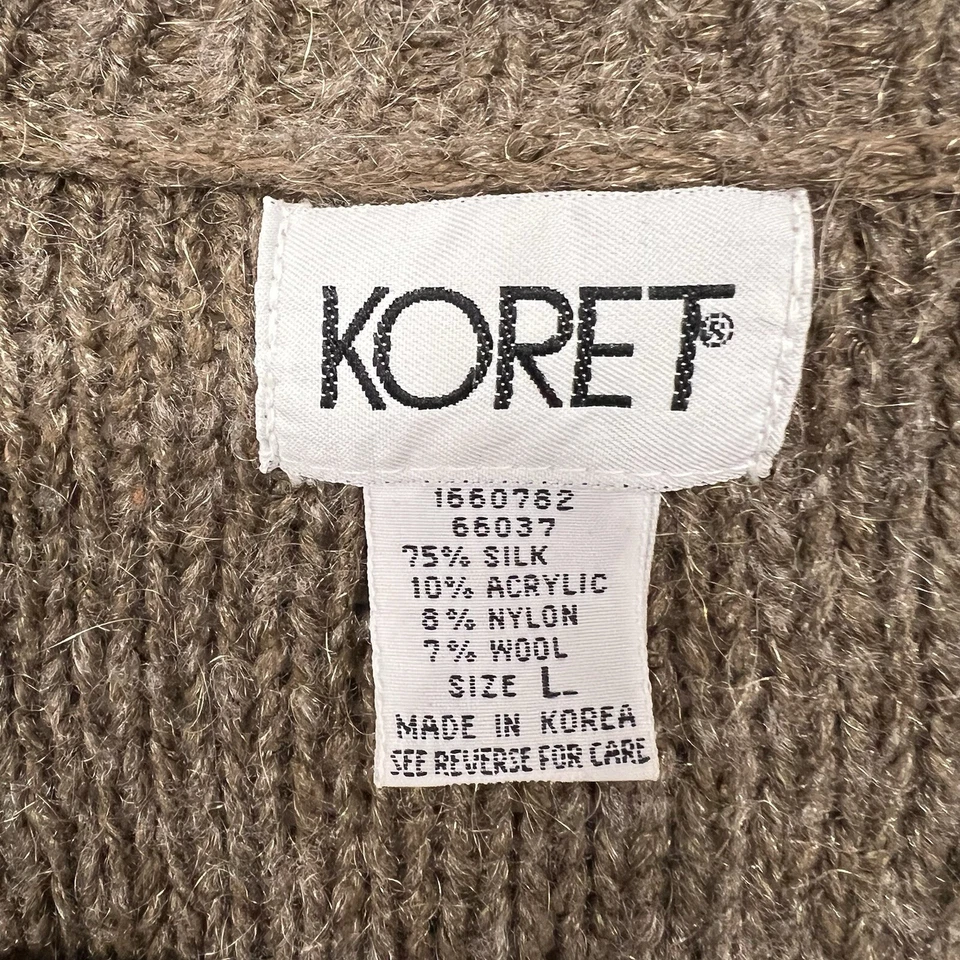 KORET®
1660782
66037
75% SILK
10% ACRYLIC
8% NYLON
7% WOOL
SIZE L
MADE IN KOREA
SEE REVERSE FOR CARE